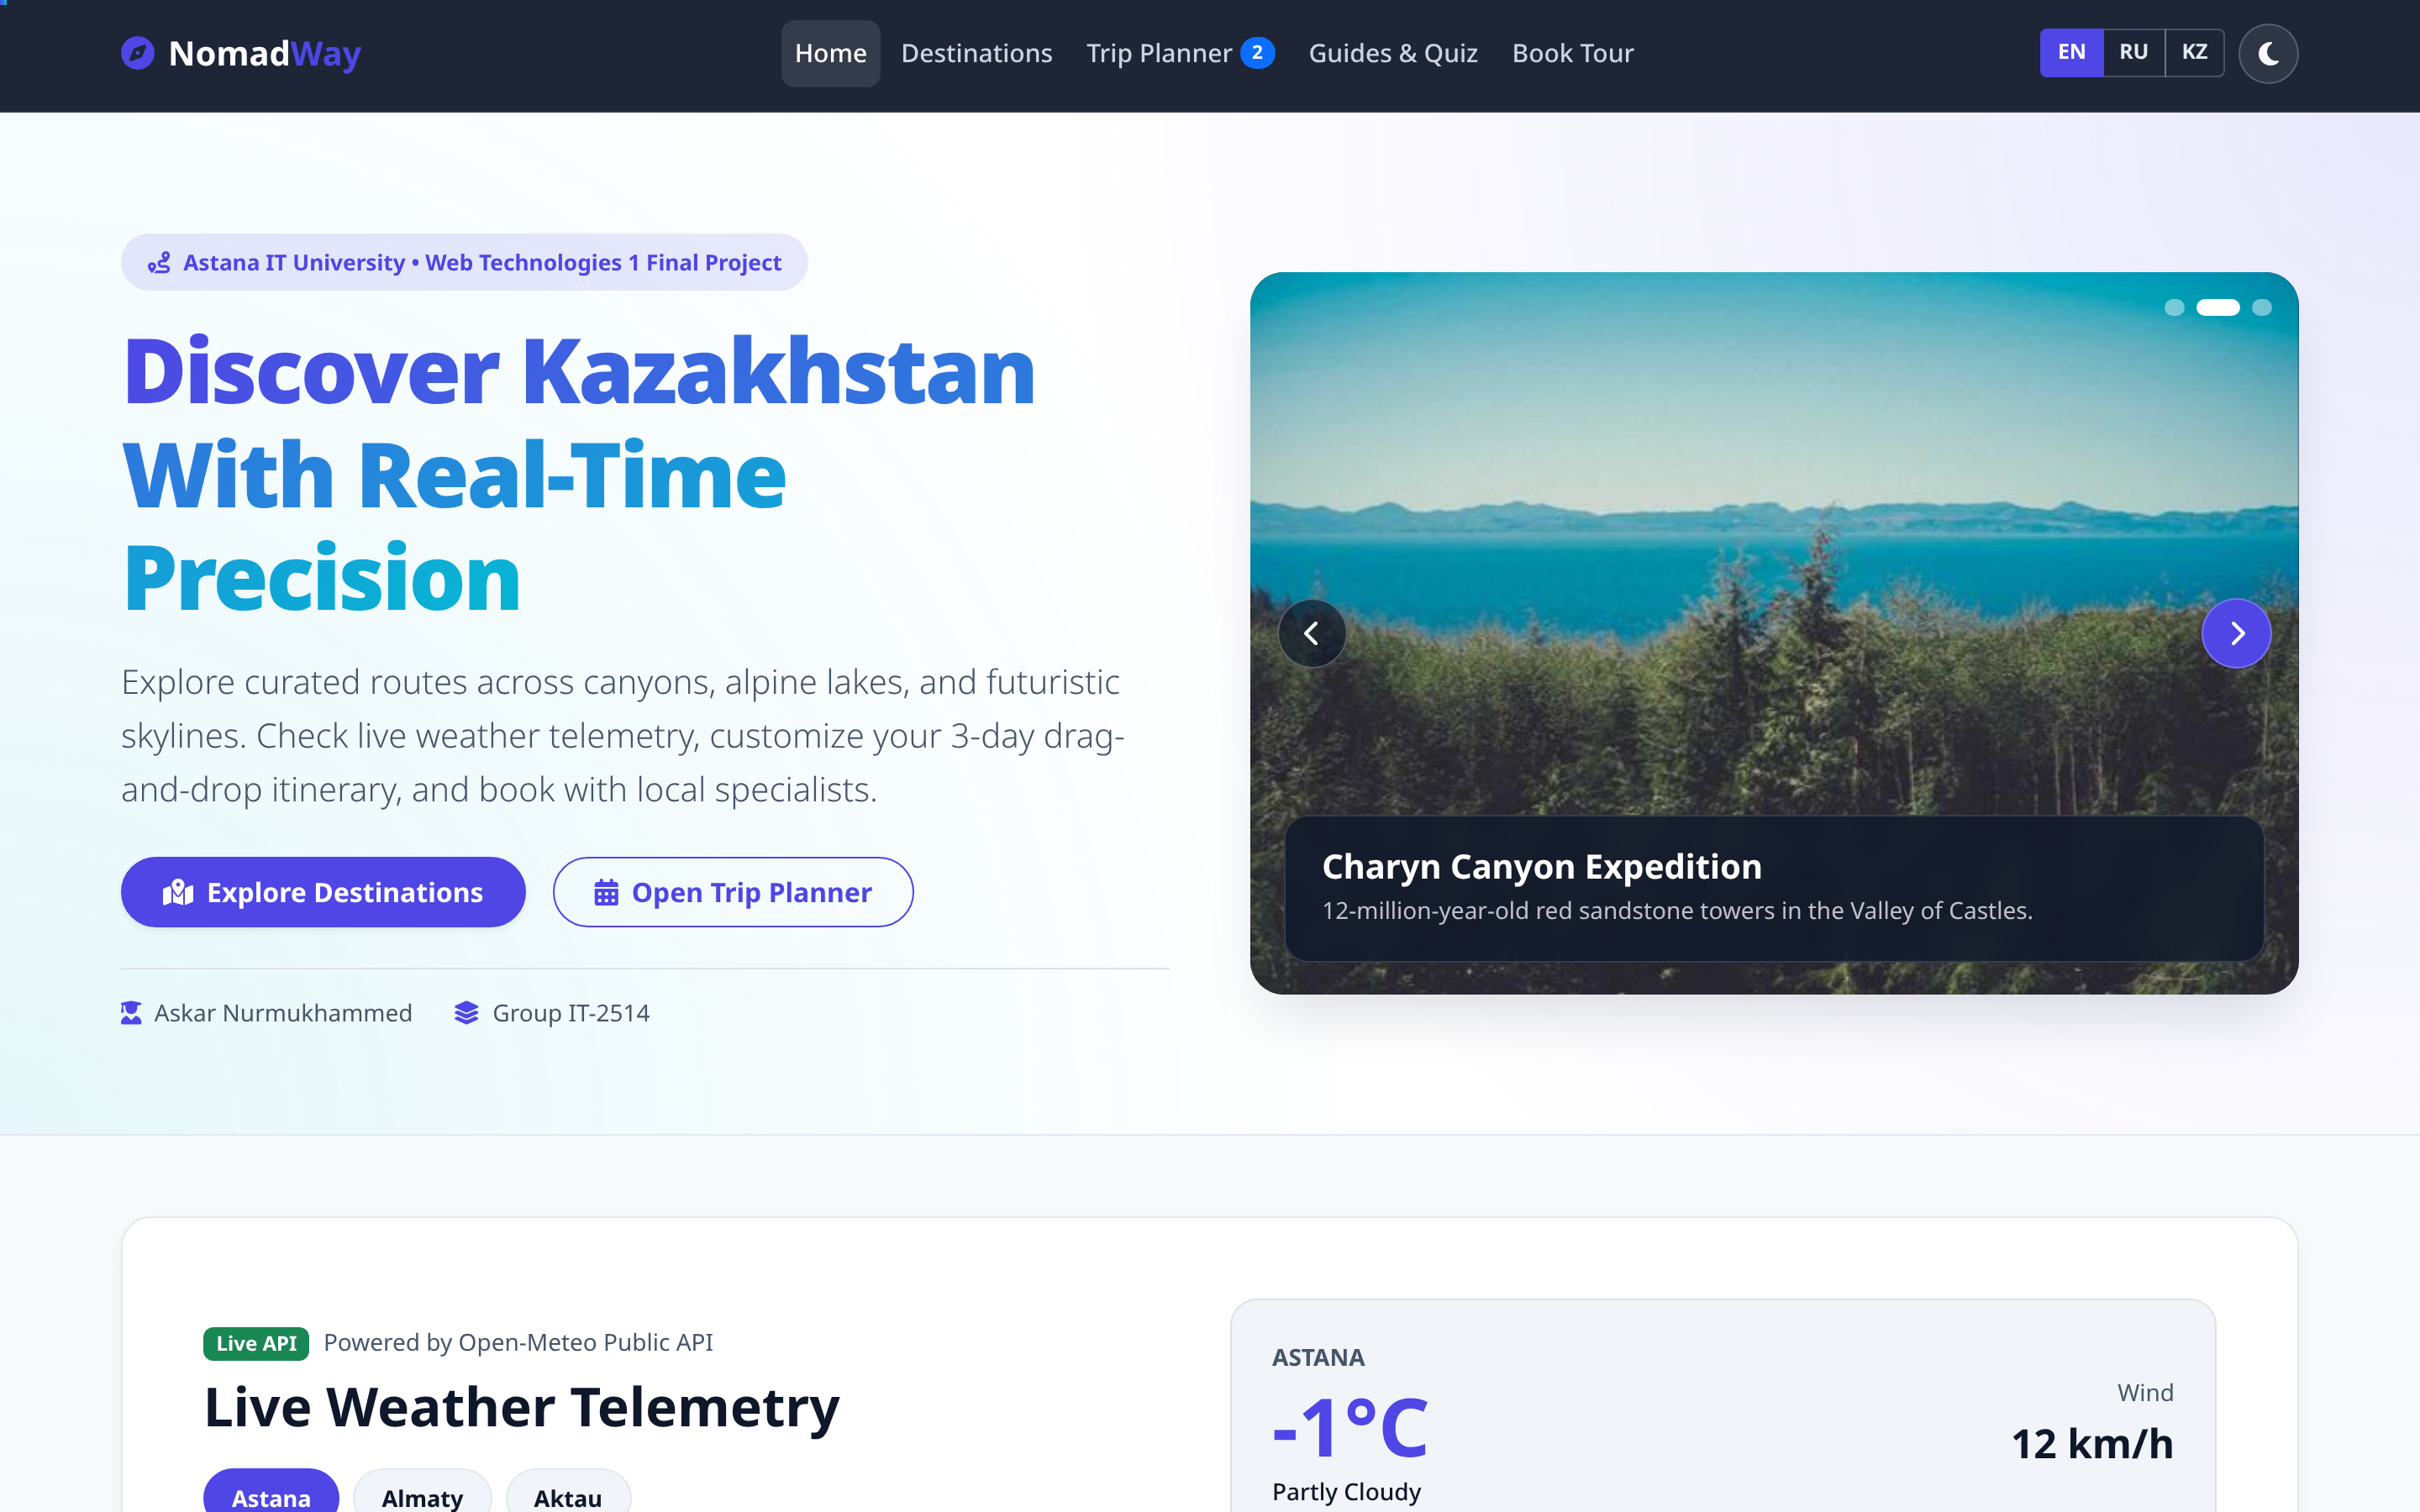 NomadWay
Home
Destinations
Trip Planner 2
Guides & Quiz
Book Tour
EN
RU
KZ
Astana IT University • Web Technologies 1 Final Project
Discover Kazakhstan
With Real-Time
Precision
Explore curated routes across canyons, alpine lakes, and futuristic
skylines. Check live weather telemetry, customize your 3-day drag-
and-drop itinerary, and book with local specialists.
Explore Destinations
Open Trip Planner
Askar Nurmukhammed
Group IT-2514
Charyn Canyon Expedition
12-million-year-old red sandstone towers in the Valley of Castles.
Live API
Powered by Open-Meteo Public API
Live Weather Telemetry
Astana
Almaty
Aktau
ASTANA
-1°C
Partly Cloudy
Wind
12 km/h